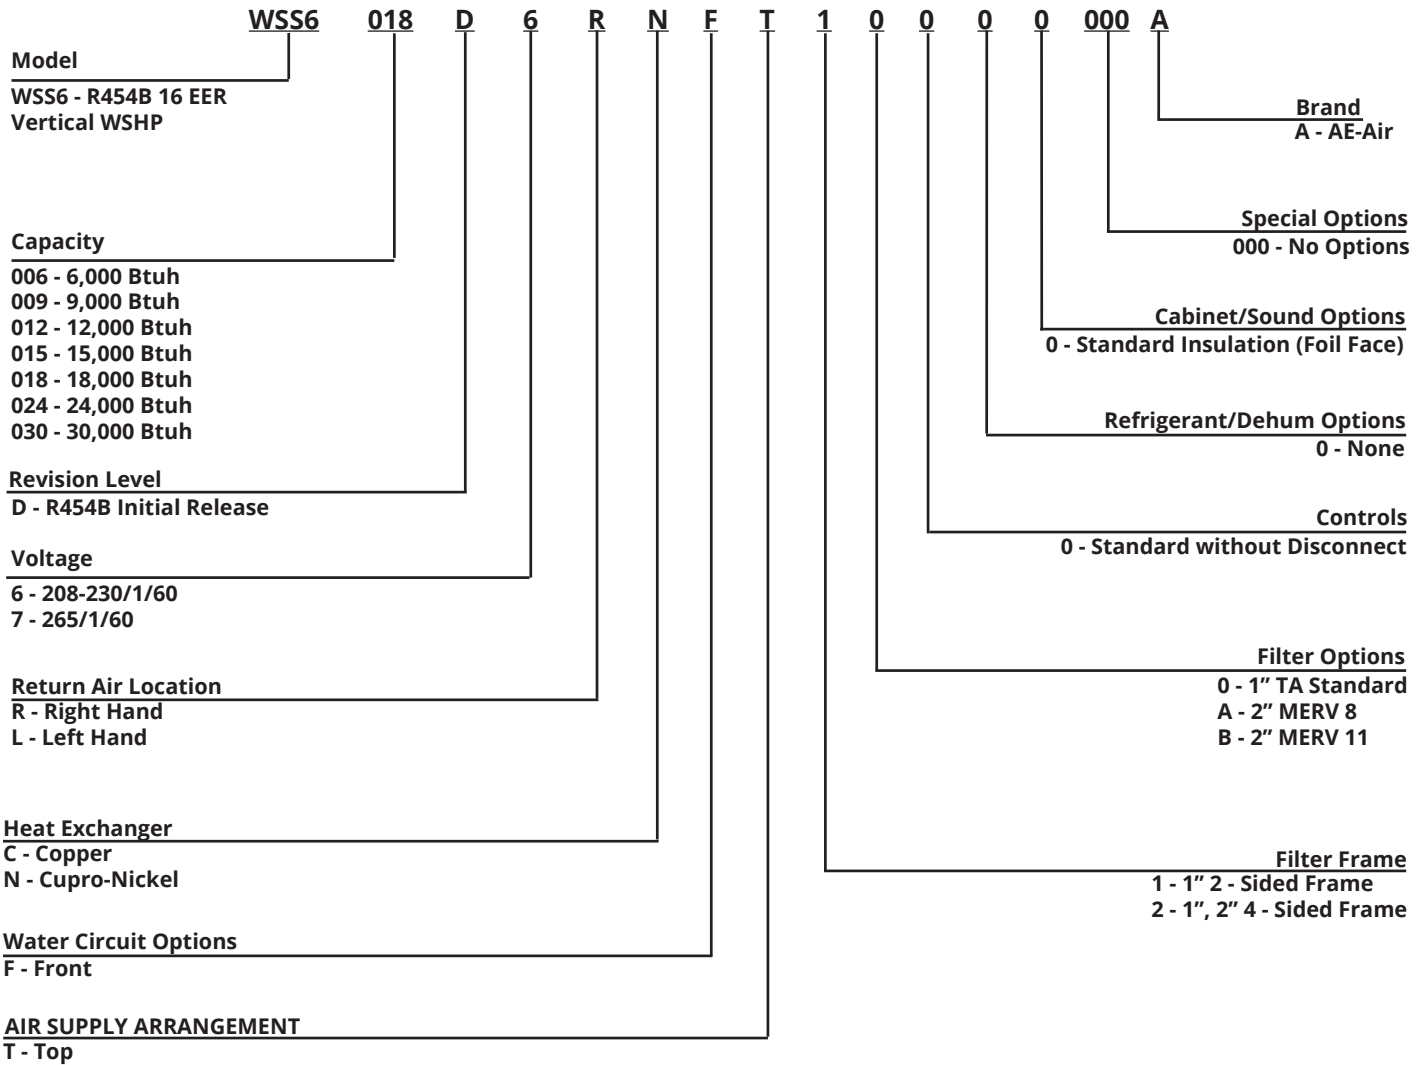 WSS6 018 D 6 R N F T 1 0 0 0 0 000 A
Model
WSS6 - R454B 16 EER
Vertical WSHP
Capacity
006 - 6,000 Btuh
009 - 9,000 Btuh
012 - 12,000 Btuh
015 - 15,000 Btuh
018 - 18,000 Btuh
024 - 24,000 Btuh
030 - 30,000 Btuh
Revision Level
D - R454B Initial Release
Voltage
6 - 208-230/1/60
7 - 265/1/60
Return Air Location
R - Right Hand
L - Left Hand
Heat Exchanger
C - Copper
N - Cupro-Nickel
Water Circuit Options
F - Front
AIR SUPPLY ARRANGEMENT
T - Top
Brand
A - AE-Air
Special Options
000 - No Options
Cabinet/Sound Options
0 - Standard Insulation (Foil Face)
Refrigerant/Dehum Options
0 - None
Controls
0 - Standard without Disconnect
Filter Options
0 - 1” TA Standard
A - 2” MERV 8
B - 2” MERV 11
Filter Frame
1 - 1” 2 - Sided Frame
2 - 1”, 2” 4 - Sided Frame